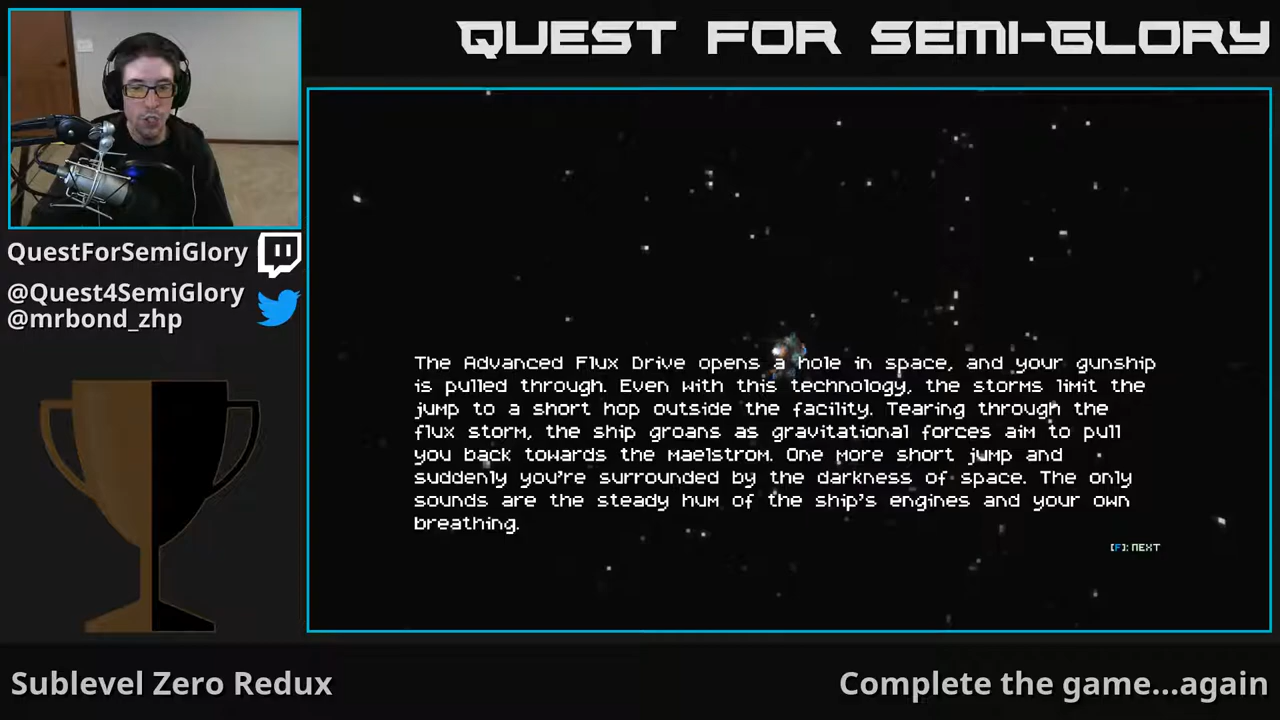 QUEST FOR SEMI-GLORY
QuestForSemiGlory
@Quest4SemiGlory
@mrbond_zhp
The Advanced Flux Drive opens a hole in space, and your gunship
is pulled through. Even with this technology, the storms limit the
jump to a short hop outside the facility. Tearing through the
flux storm, the ship groans as gravitational forces aim to pull
you back towards the maelstrom. One more short jump and
suddenly you're surrounded by the darkness of space. The only
sounds are the steady hum of the ship's engines and your own
breathing.
[F]: NEXT
Sublevel Zero Redux
Complete the game...again